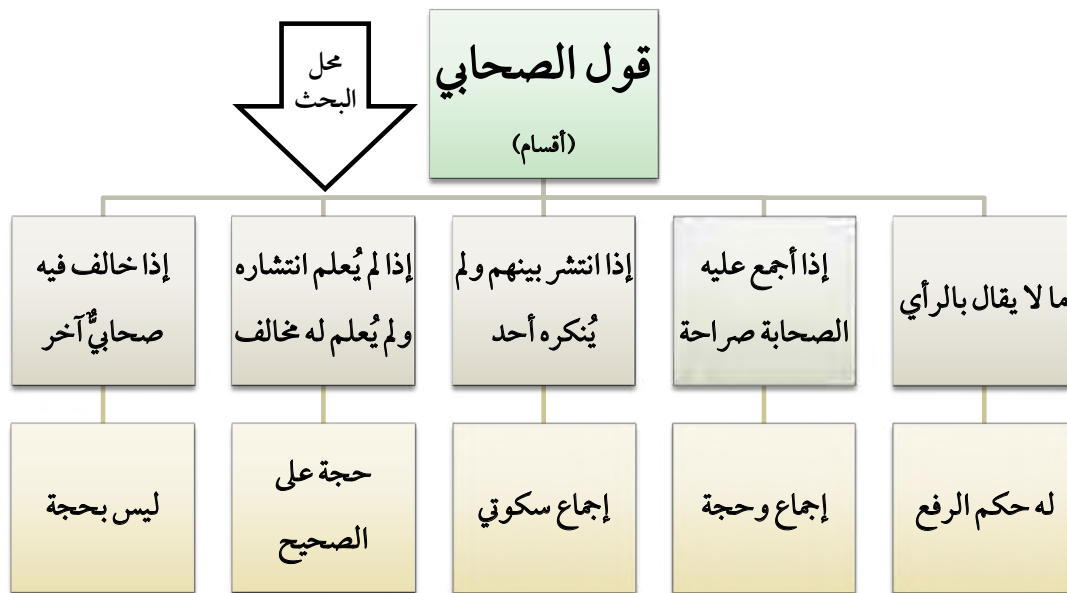 قول الصحابي
(أقسام)
محل
البحث
ما لا يقال بالرأي
إذا أجمع عليه
الصحابة صراحة
إذا انتشر بينهم ولم
يُنكره أحد
إذا لم يُعلم انتشاره
ولم يُعلم له مخالف
إذا خالف فيه
صحابيٌّ آخر
له حكم الرفع
إجماع وحجة
إجماع سكوتي
حجة على
الصحيح
ليس بحجة